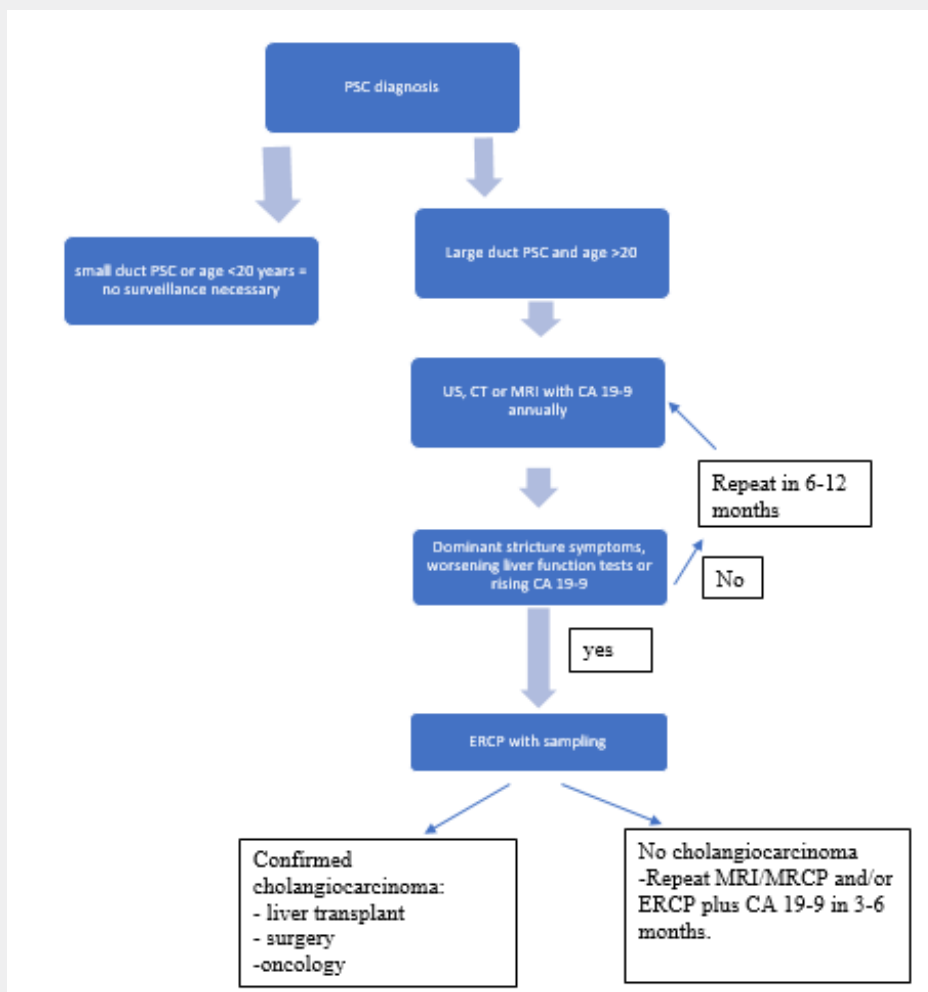 PSC diagnosis
small duct PSC or age <20 years =
no surveillance necessary
Large duct PSC and age >20
US, CT or MRI with CA 19-9
annually
Repeat in 6-12
months
Dominant stricture symptoms,
worsening liver function tests or
rising CA 19-9
No
yes
ERCP with sampling
Confirmed
cholangiocarcinoma:
- liver transplant
- surgery
-oncology
No cholangiocarcinoma
-Repeat MRI/MRCP and/or
ERCP plus CA 19-9 in 3-6
months.